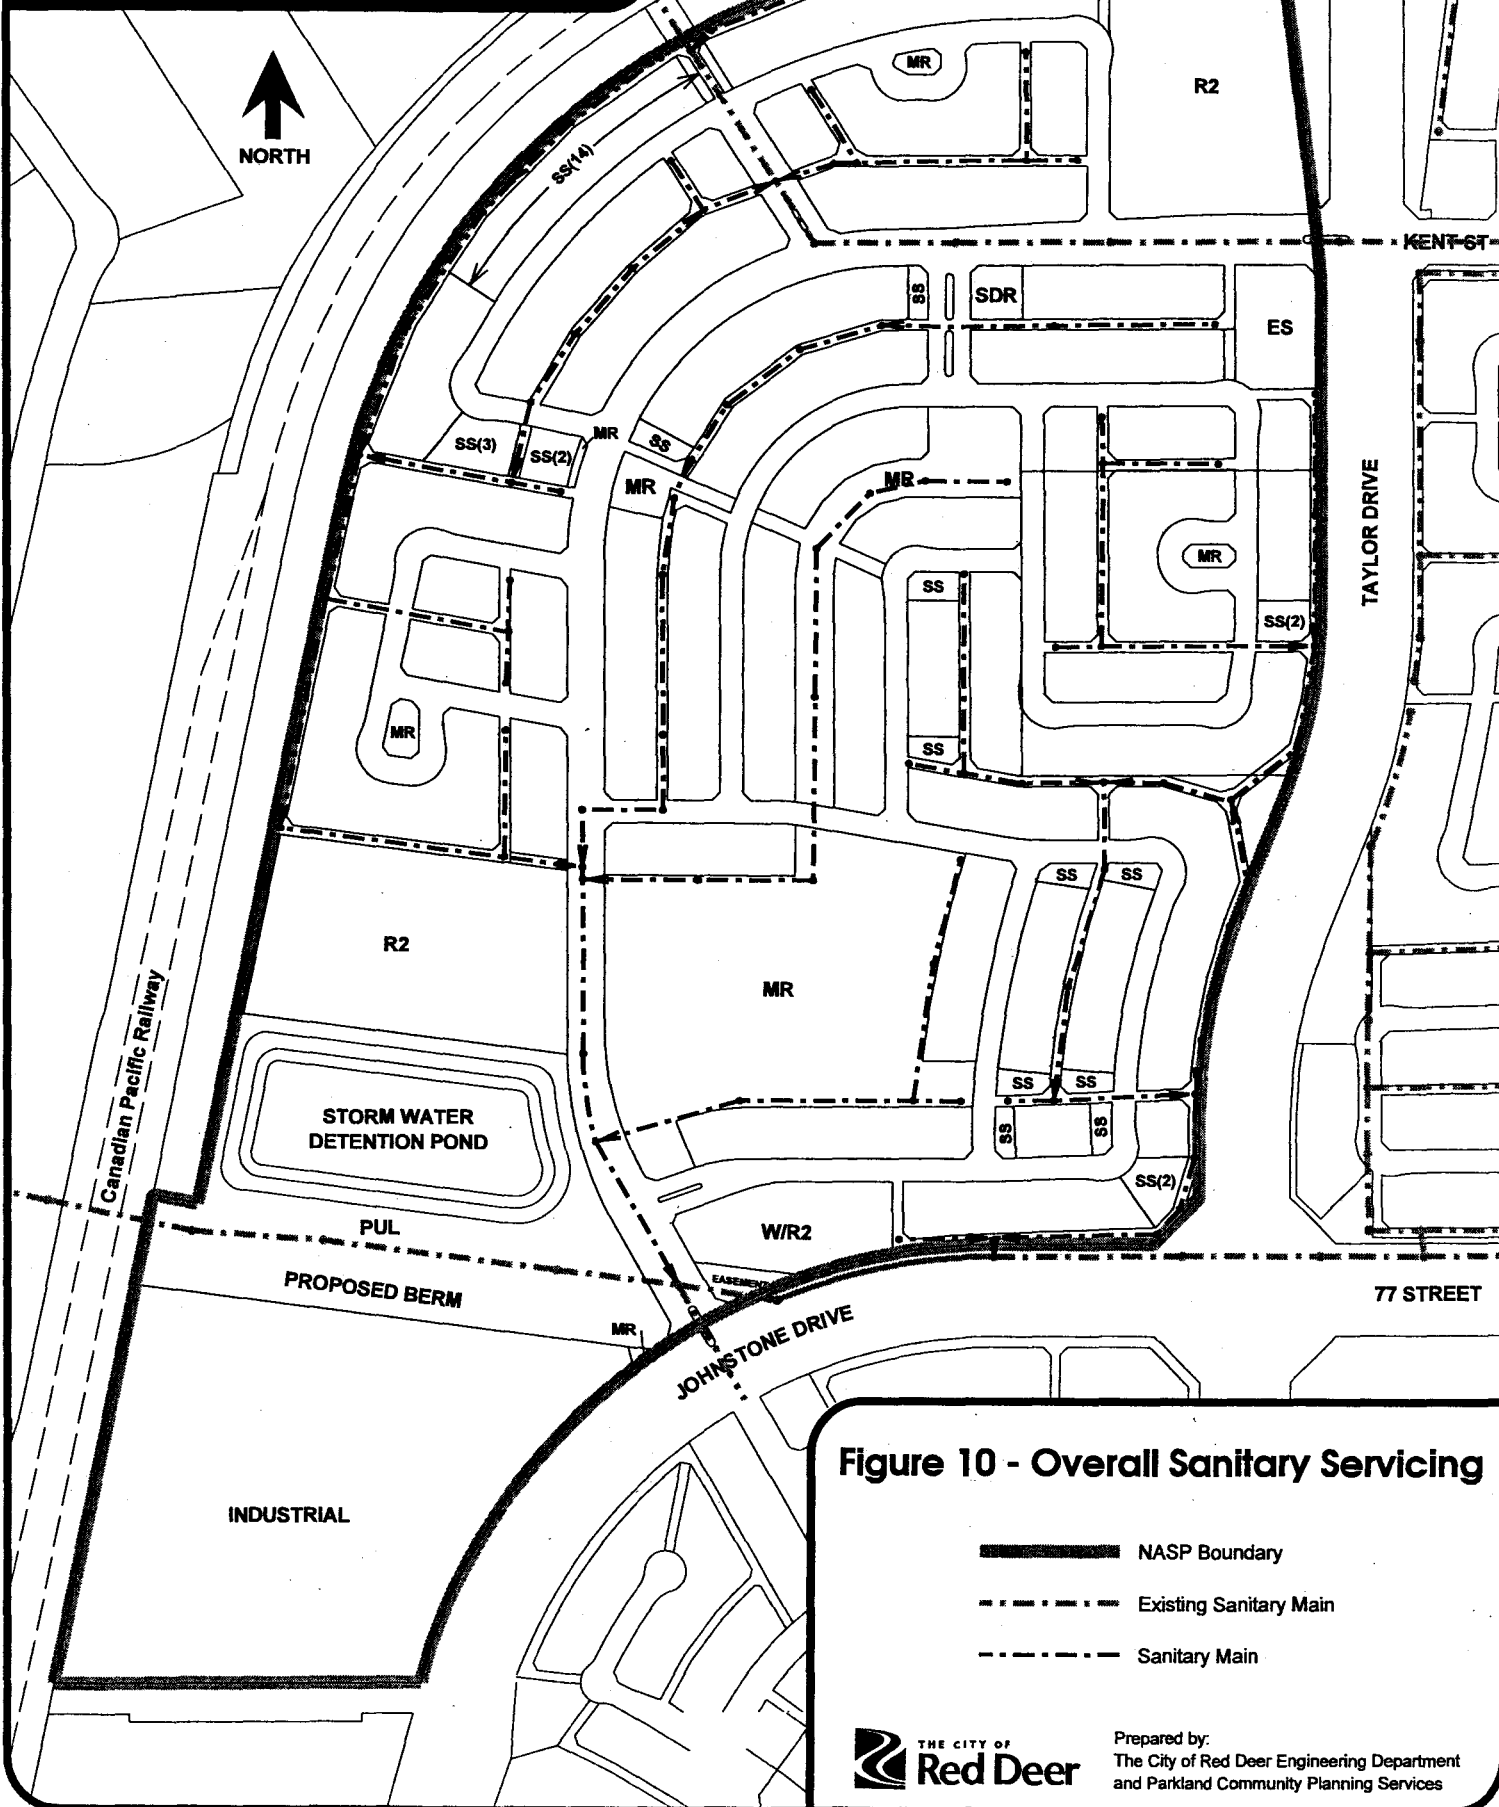 MR
R2
NORTH
SS(14)
KENT ST
SS
SDR
ES
SS(3)
SS(2)
MR
SS
MR
MR
TAYLOR DRIVE
MR
SS
SS(2)
MR
SS
SS
SS
R2
MR
Canadian Pacific Railway
SS
SS
STORM WATER
DETENTION POND
SS
SS
SS(2)
PUL
W/R2
EASEMENT
PROPOSED BERM
77 STREET
MR
JOHNSTONE DRIVE
INDUSTRIAL
Figure 10 - Overall Sanitary Servicing
NASP Boundary
Existing Sanitary Main
Sanitary Main
THE CITY OF
Red Deer
Prepared by:
The City of Red Deer Engineering Department
and Parkland Community Planning Services